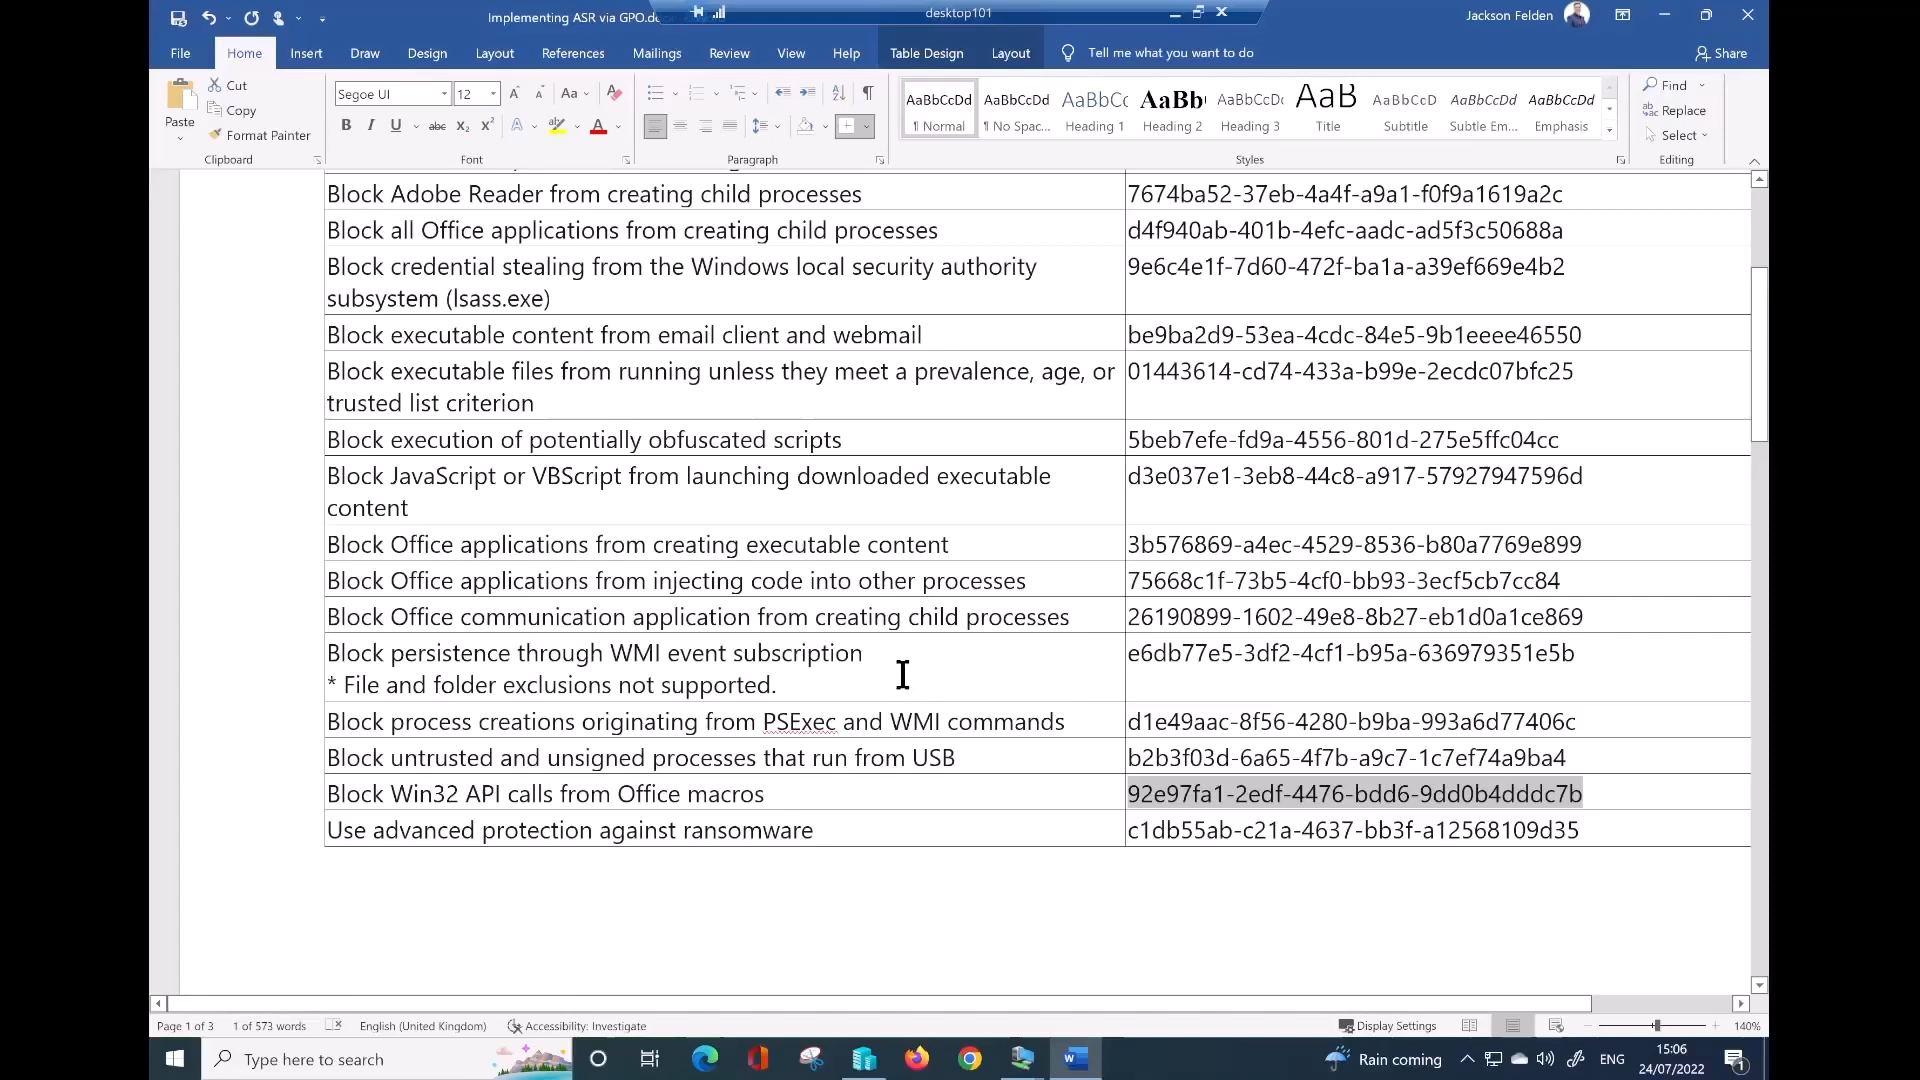 Implementing ASR via GPO.do
desktop101
Jackson Felden
File Home Insert Draw Design Layout References Mailings Review View Help Table Design Layout Tell me what you want to do Share
Paste
Cut
Copy
Format Painter
Clipboard
Segoe UI 12
Font
Paragraph
AaBbCcDd AaBbCcDd AaBbCc AaBb AaBbCcDc AaB AaBbCcD AaBbCcDd AaBbCcDd
¶ Normal ¶ No Spac... Heading 1 Heading 2 Heading 3 Title Subtitle Subtle Em... Emphasis
Styles
Find
Replace
Select
Editing
Block Adobe Reader from creating child processes 7674ba52-37eb-4a4f-a9a1-f0f9a1619a2c
Block all Office applications from creating child processes d4f940ab-401b-4efc-aadc-ad5f3c50688a
Block credential stealing from the Windows local security authority 9e6c4e1f-7d60-472f-ba1a-a39ef669e4b2
subsystem (lsass.exe)
Block executable content from email client and webmail be9ba2d9-53ea-4cdc-84e5-9b1eeee46550
Block executable files from running unless they meet a prevalence, age, or 01443614-cd74-433a-b99e-2ecdc07bfc25
trusted list criterion
Block execution of potentially obfuscated scripts 5beb7efe-fd9a-4556-801d-275e5ffc04cc
Block JavaScript or VBScript from launching downloaded executable d3e037e1-3eb8-44c8-a917-57927947596d
content
Block Office applications from creating executable content 3b576869-a4ec-4529-8536-b80a7769e899
Block Office applications from injecting code into other processes 75668c1f-73b5-4cf0-bb93-3ecf5cb7cc84
Block Office communication application from creating child processes 26190899-1602-49e8-8b27-eb1d0a1ce869
Block persistence through WMI event subscription e6db77e5-3df2-4cf1-b95a-636979351e5b
* File and folder exclusions not supported.
Block process creations originating from PSExec and WMI commands d1e49aac-8f56-4280-b9ba-993a6d77406c
Block untrusted and unsigned processes that run from USB b2b3f03d-6a65-4f7b-a9c7-1c7ef74a9ba4
Block Win32 API calls from Office macros 92e97fa1-2edf-4476-bdd6-9dd0b4dddc7b
Use advanced protection against ransomware c1db55ab-c21a-4637-bb3f-a12568109d35
Page 1 of 3 1 of 573 words English (United Kingdom) Accessibility: Investigate Display Settings 140%
Type here to search
Rain coming
ENG
15:06
24/07/2022
1